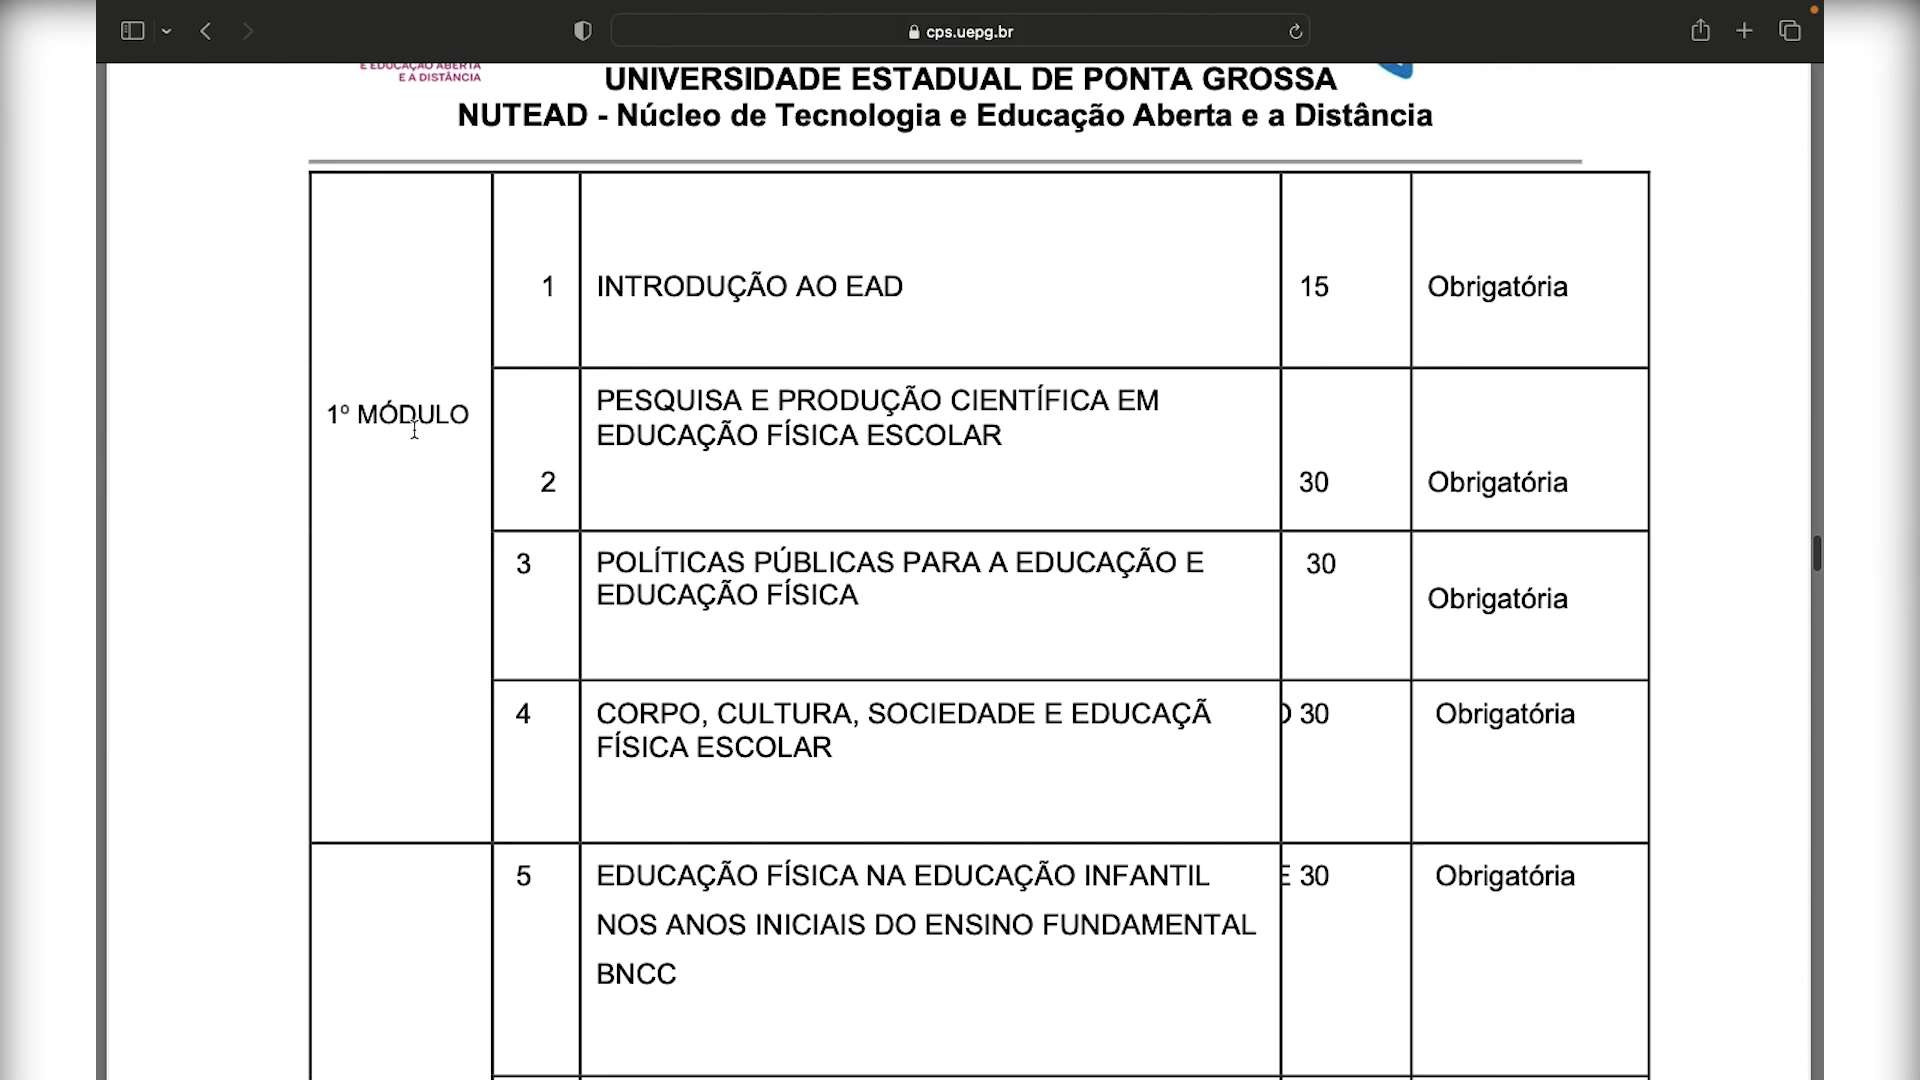 cps.uepg.br
E EDUCAÇÃO ABERTA
E A DISTÂNCIA
UNIVERSIDADE ESTADUAL DE PONTA GROSSA
NUTEAD - Núcleo de Tecnologia e Educação Aberta e a Distância
1º MÓDULO
1 INTRODUÇÃO AO EAD 15 Obrigatória
PESQUISA E PRODUÇÃO CIENTÍFICA EM
EDUCAÇÃO FÍSICA ESCOLAR
2 30 Obrigatória
3 POLÍTICAS PÚBLICAS PARA A EDUCAÇÃO E 30
EDUCAÇÃO FÍSICA
Obrigatória
4 CORPO, CULTURA, SOCIEDADE E EDUCAÇÃO 30 Obrigatória
FÍSICA ESCOLAR
5 EDUCAÇÃO FÍSICA NA EDUCAÇÃO INFANTIL E 30 Obrigatória
NOS ANOS INICIAIS DO ENSINO FUNDAMENTAL
BNCC